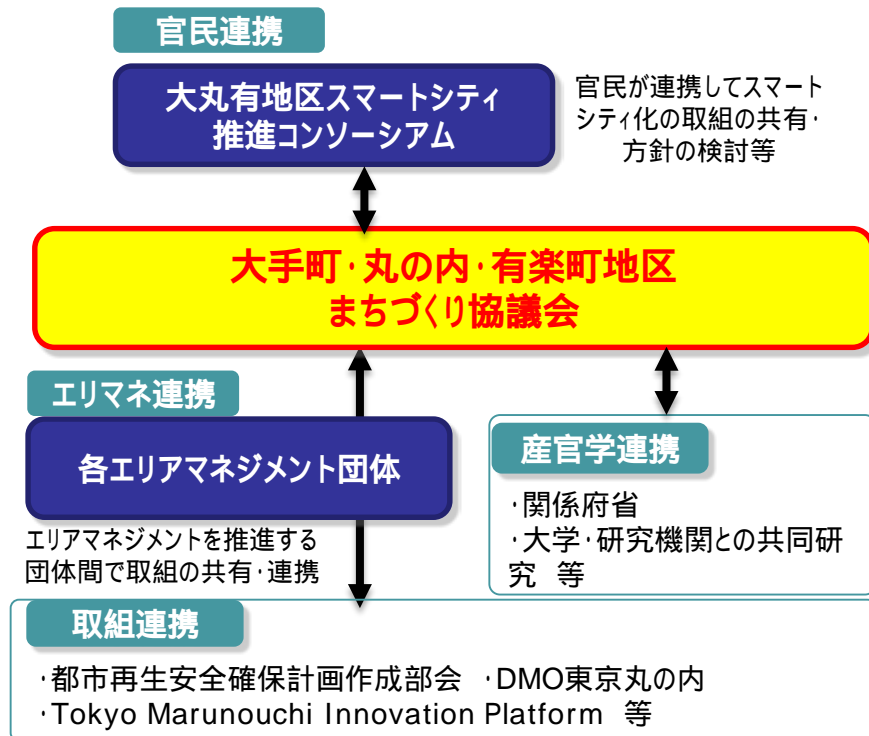 官民連携
大丸有地区スマートシティ
推進コンソーシアム
官民が連携してスマート
シティ化の取組の共有・
方針の検討等
大手町・丸の内・有楽町地区
まちづくり協議会
エリマネ連携
各エリアマネジメント団体
エリアマネジメントを推進する
団体間で取組の共有・連携
産官学連携
・関係府省
・大学・研究機関との共同研
究 等
取組連携
・都市再生安全確保計画作成部会 ・DMO東京丸の内
・Tokyo Marunouchi Innovation Platform 等